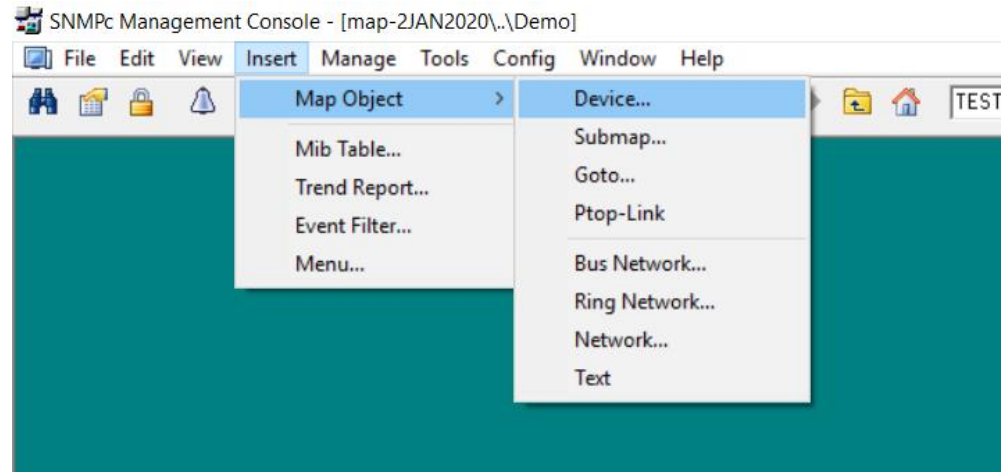 SNMPc Management Console - [map-2JAN2020\..\Demo]
File Edit View Insert Manage Tools Config Window Help
TEST
Map Object >
Mib Table...
Trend Report...
Event Filter...
Menu...
Device...
Submap...
Goto...
Ptop-Link
Bus Network...
Ring Network...
Network...
Text